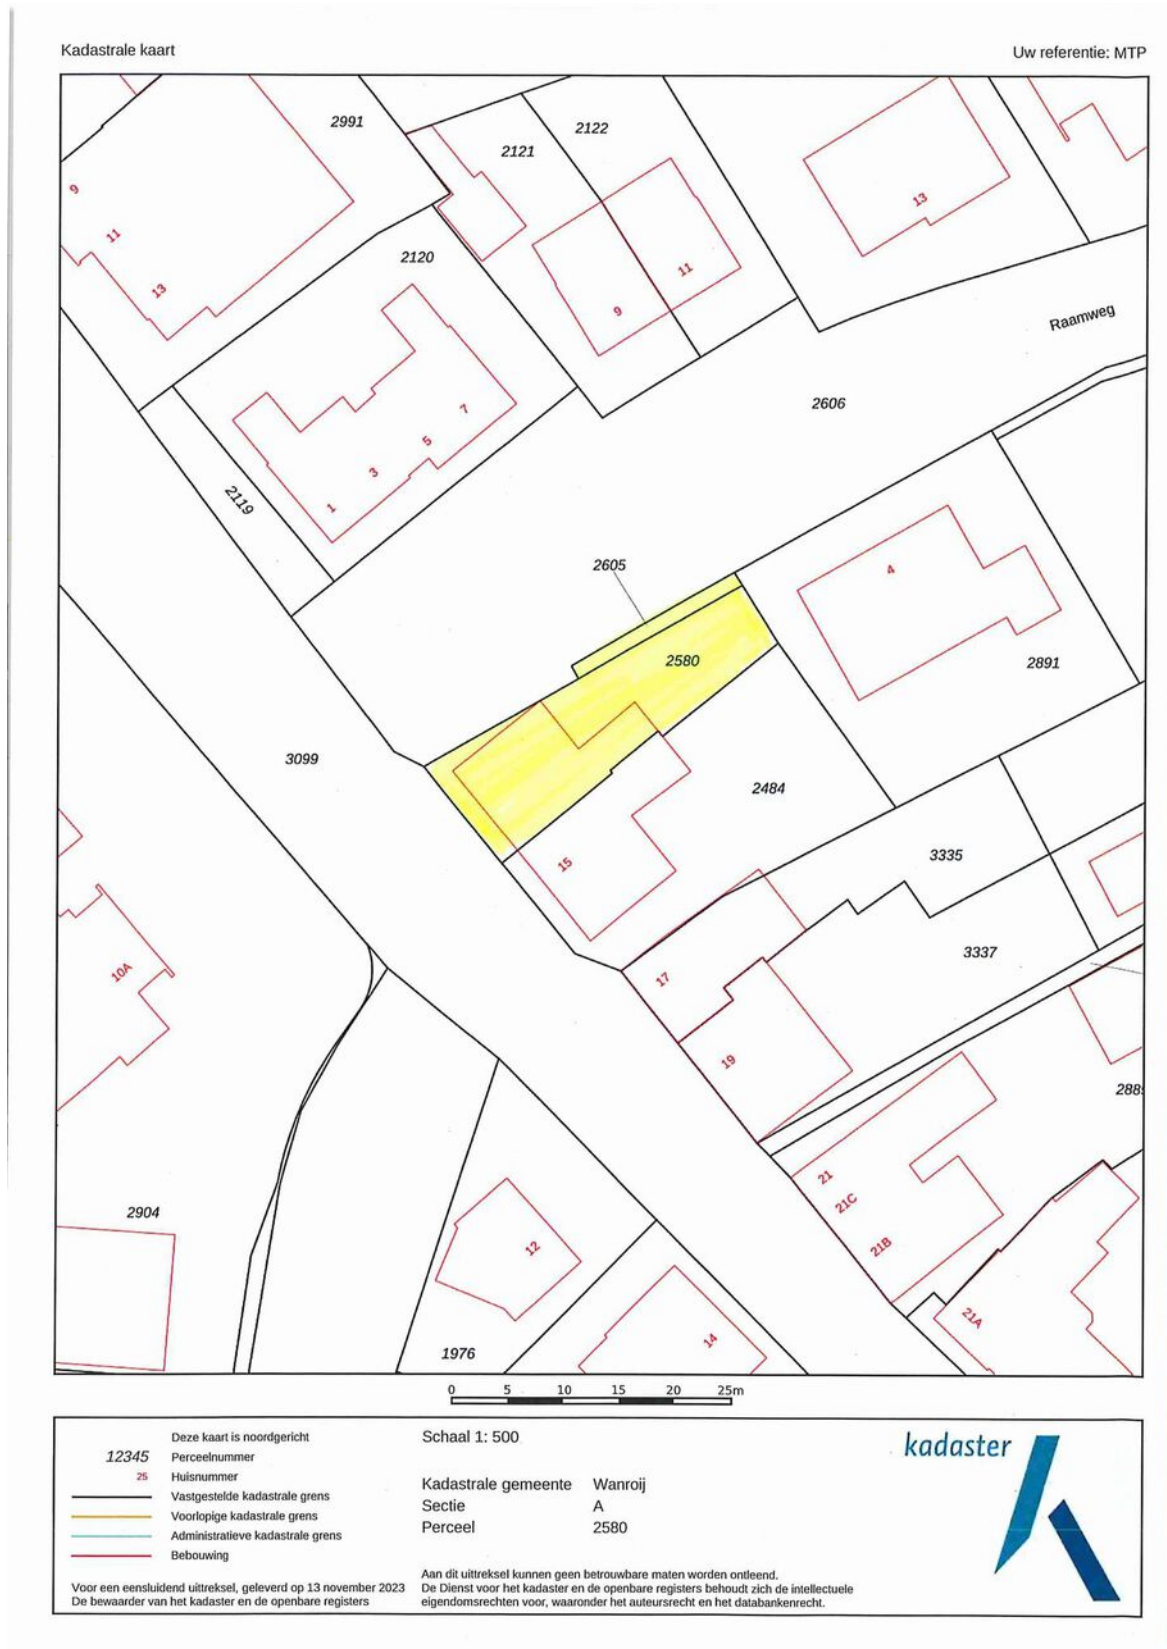 Kadastrale kaart
Uw referentie: MTP
2991
2121
2122
9
11
13
2120
9
11
13
Raamweg
2606
2119
1
3
5
7
2605
2580
4
2891
3099
2484
15
3335
3337
10A
17
19
288
2904
21
21C
21B
21A
12
14
1976
0 5 10 15 20 25m
Deze kaart is noordgericht
12345 Perceelnummer
25 Huisnummer
Vastgestelde kadastrale grens
Voorlopige kadastrale grens
Administratieve kadastrale grens
Bebouwing
Voor een eensluidend uittreksel, geleverd op 13 november 2023
De bewaarder van het kadaster en de openbare registers
Schaal 1: 500
Kadastrale gemeente Wanroij
Sectie A
Perceel 2580
Aan dit uittreksel kunnen geen betrouwbare maten worden ontleend.
De Dienst voor het kadaster en de openbare registers behoudt zich de intellectuele
eigendomsrechten voor, waaronder het auteursrecht en het databankenrecht.
kadaster